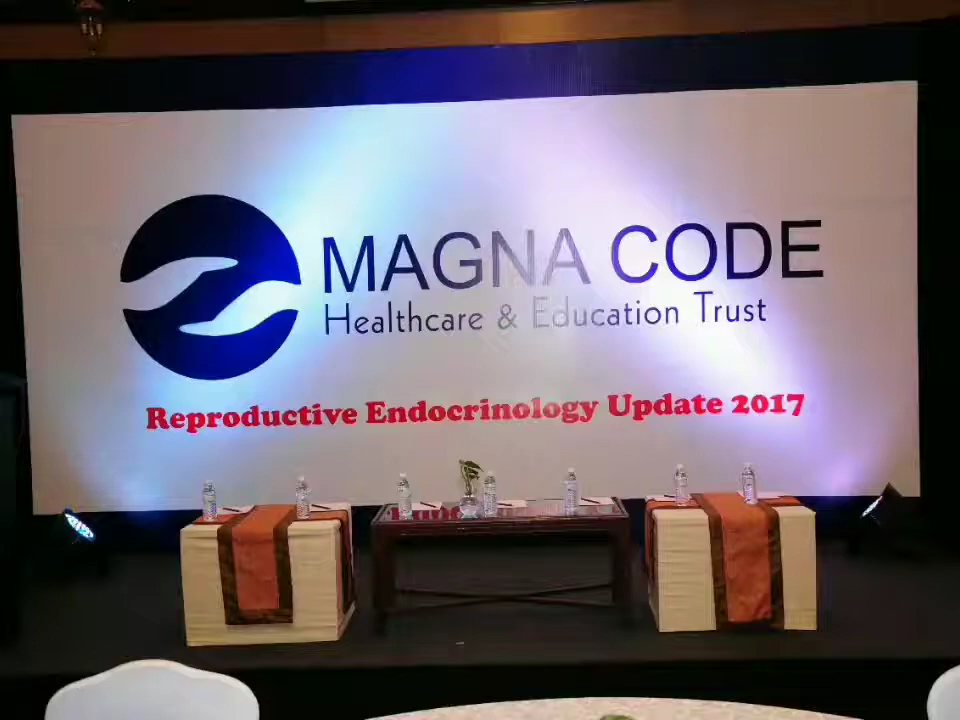 MAGNA CODE
Healthcare & Education Trust
Reproductive Endocrinology Update 2017